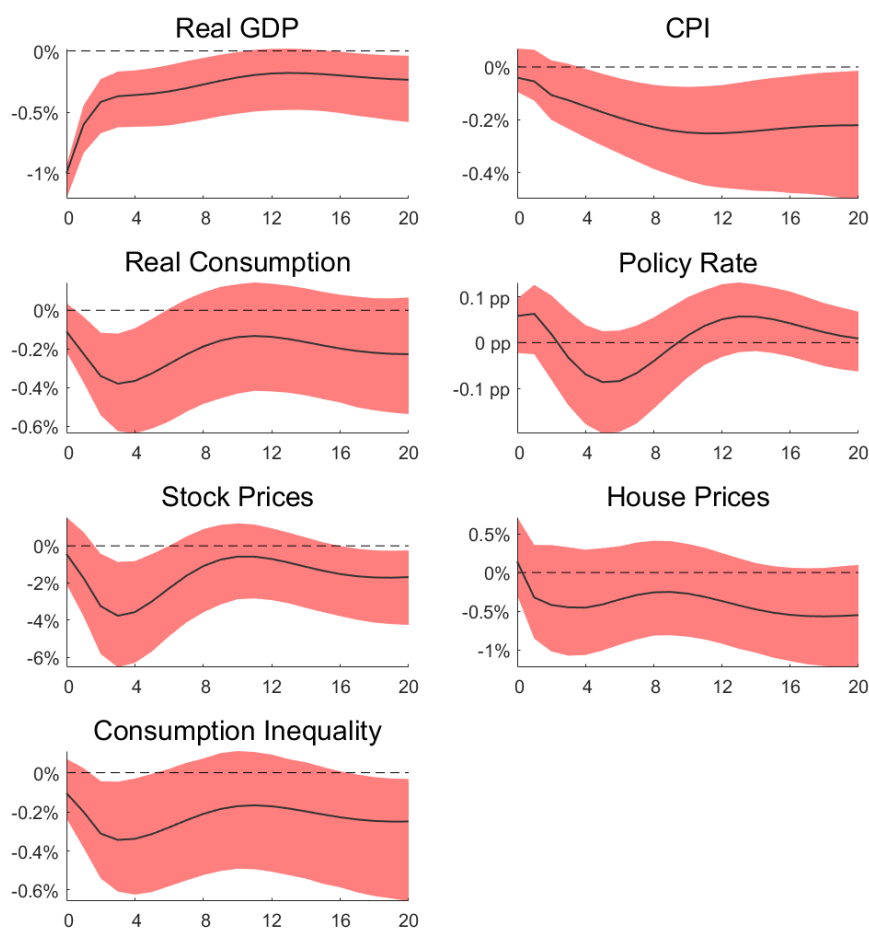 Real GDP
0%
-0.5%
-1%
0 4 8 12 16 20
CPI
0%
-0.2%
-0.4%
0 4 8 12 16 20
Real Consumption
0%
-0.2%
-0.4%
-0.6%
0 4 8 12 16 20
Policy Rate
0.1 pp
0 pp
-0.1 pp
0 4 8 12 16 20
Stock Prices
0%
-2%
-4%
-6%
0 4 8 12 16 20
House Prices
0.5%
0%
-0.5%
-1%
0 4 8 12 16 20
Consumption Inequality
0%
-0.2%
-0.4%
-0.6%
0 4 8 12 16 20